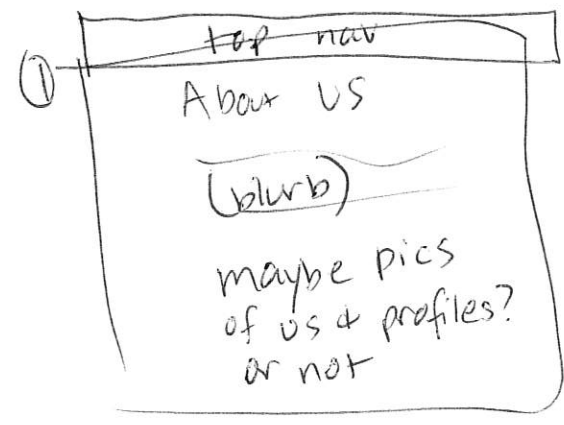 top nav
①
About US
(blurb)
maybe pics
of us & profiles?
or not